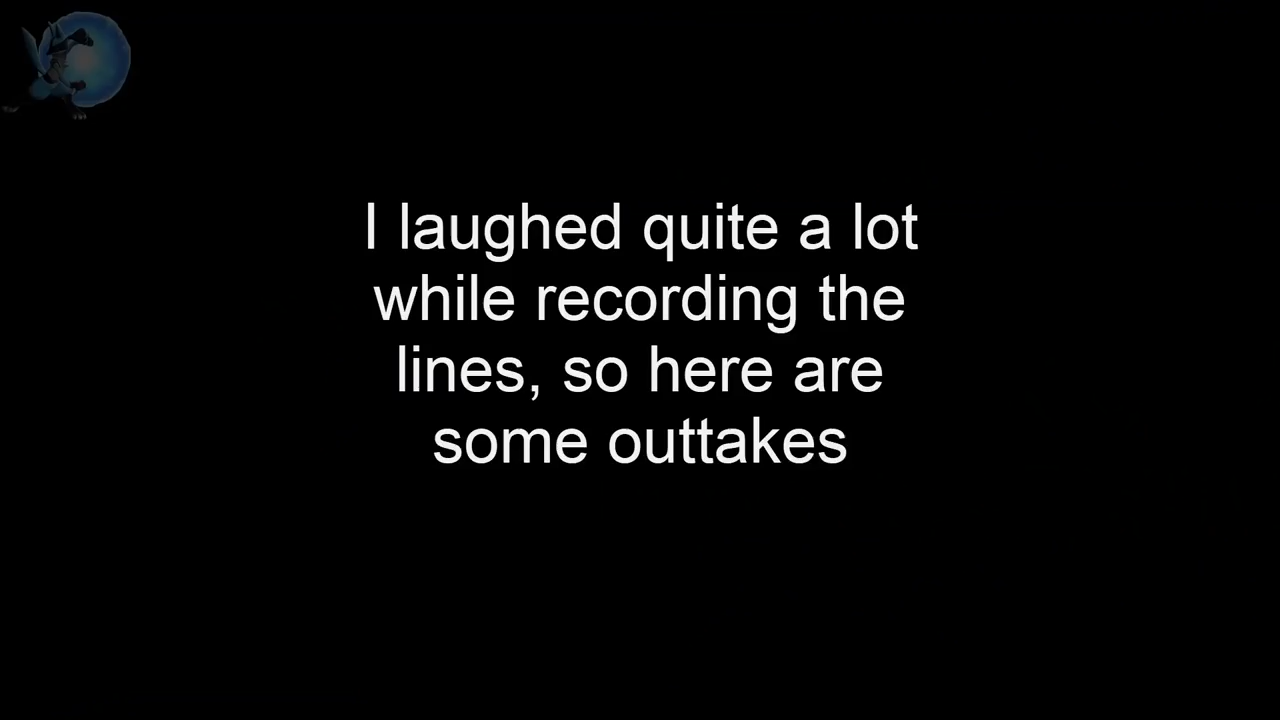 I laughed quite a lot
while recording the
lines, so here are
some outtakes